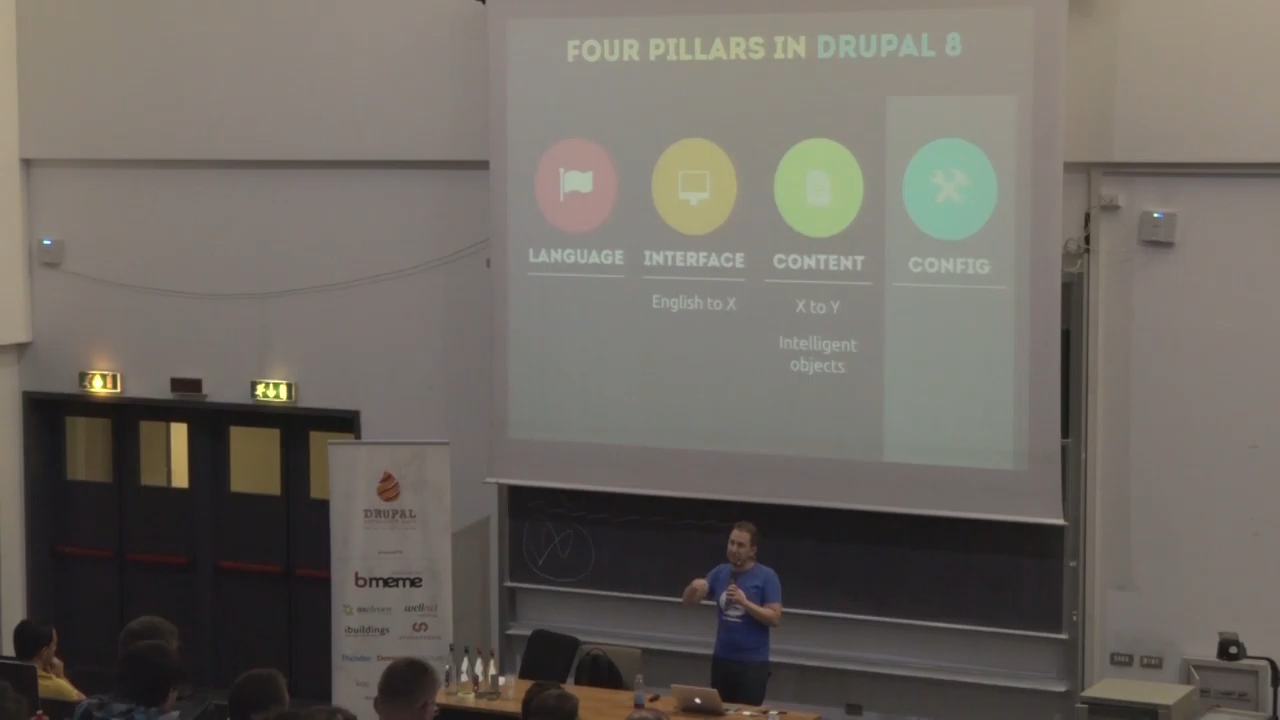 FOUR PILLARS IN DRUPAL 8
LANGUAGE
INTERFACE
CONTENT
CONFIG
English to X
X to Y
Intelligent
objects
DRUPAL
bmeme
wellnet
ibuildings